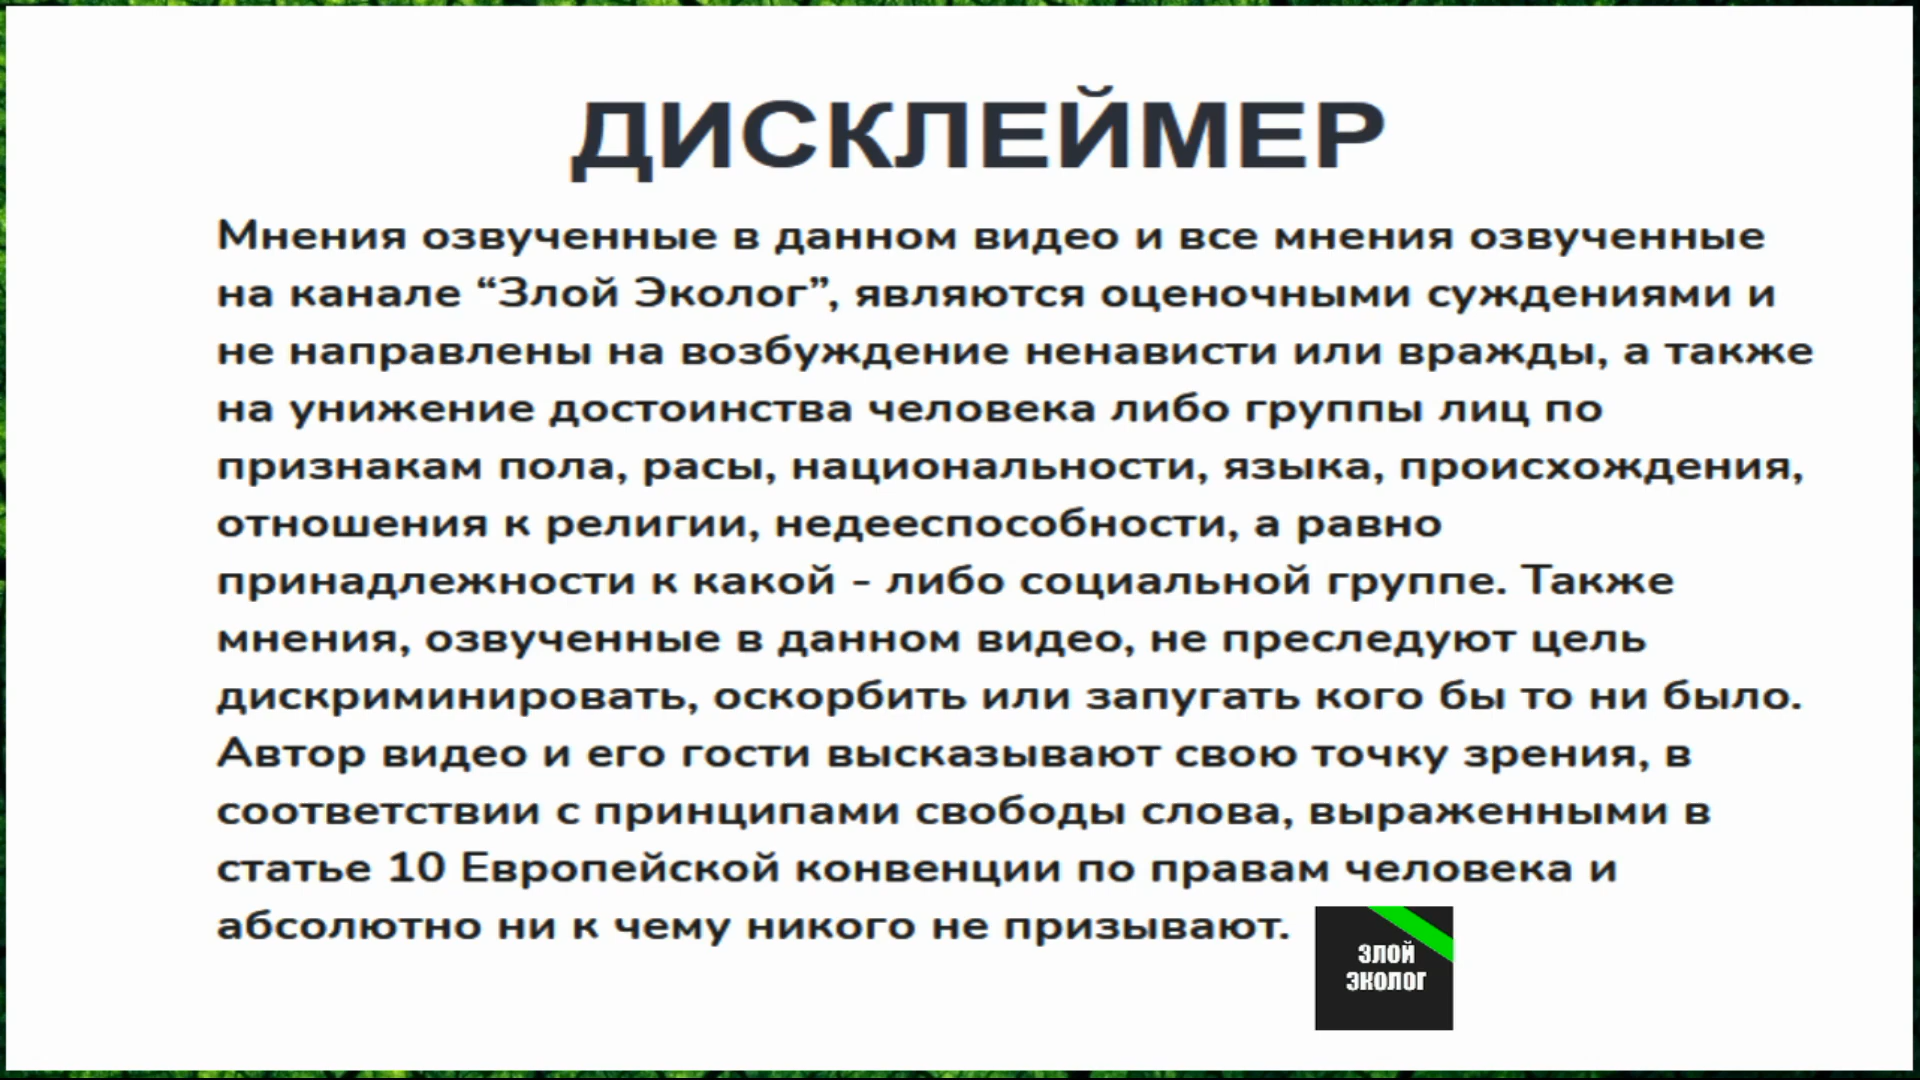 ДИСКЛЕЙМЕР
Мнения озвученные в данном видео и все мнения озвученные
на канале “Злой Эколог”, являются оценочными суждениями и
не направлены на возбуждение ненависти или вражды, а также
на унижение достоинства человека либо группы лиц по
признакам пола, расы, национальности, языка, происхождения,
отношения к религии, недееспособности, а равно
принадлежности к какой - либо социальной группе. Также
мнения, озвученные в данном видео, не преследуют цель
дискриминировать, оскорбить или запугать кого бы то ни было.
Автор видео и его гости высказывают свою точку зрения, в
соответствии с принципами свободы слова, выраженными в
статье 10 Европейской конвенции по правам человека и
абсолютно ни к чему никого не призывают.
ЗЛОЙ
ЭКОЛОГ